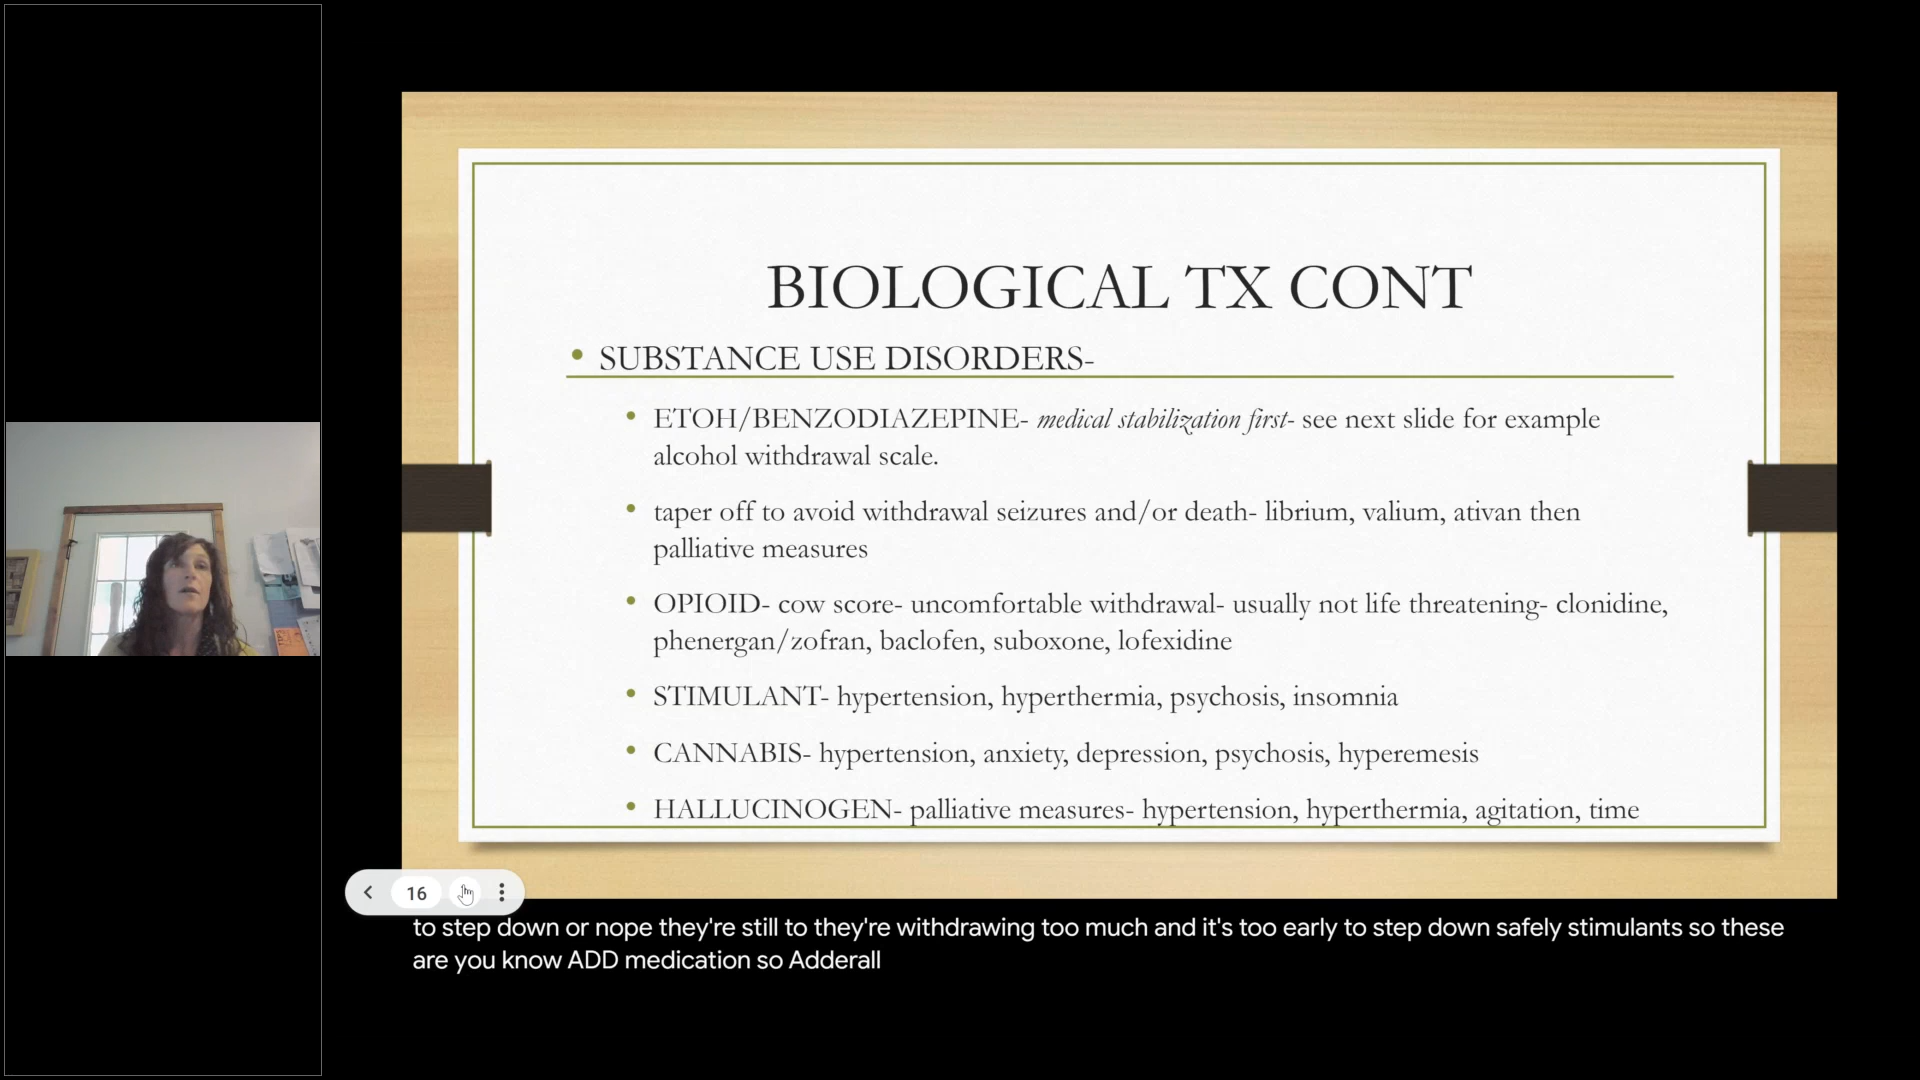 BIOLOGICAL TX CONT
• SUBSTANCE USE DISORDERS-
• ETOH/BENZODIAZEPINE- medical stabilization first- see next slide for example
alcohol withdrawal scale.
• taper off to avoid withdrawal seizures and/or death- librium, valium, ativan then
palliative measures
• OPIOID- cow score- uncomfortable withdrawal- usually not life threatening- clonidine,
phenergan/zofran, baclofen, suboxone, lofexidine
• STIMULANT- hypertension, hyperthermia, psychosis, insomnia
• CANNABIS- hypertension, anxiety, depression, psychosis, hyperemesis
• HALLUCINOGEN- palliative measures- hypertension, hyperthermia, agitation, time
16
to step down or nope they're still to they're withdrawing too much and it's too early to step down safely stimulants so these
are you know ADD medication so Adderall